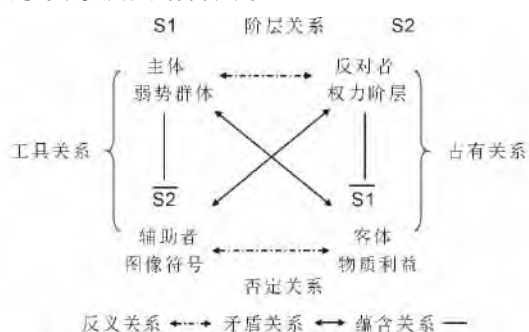 S1 阶层关系 S2
主体 反对者
弱势群体 权力阶层
工具关系 占有关系
S2 S1
辅助者 客体
图像符号 物质利益
否定关系
反义关系 矛盾关系 蕴含关系